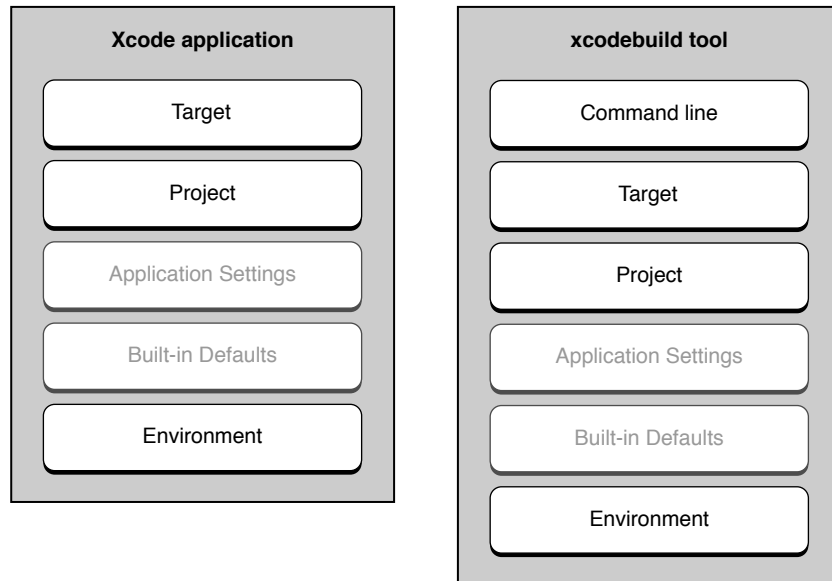 Xcode application
Target
Project
Application Settings
Built-in Defaults
Environment
xcodebuild tool
Command line
Target
Project
Application Settings
Built-in Defaults
Environment